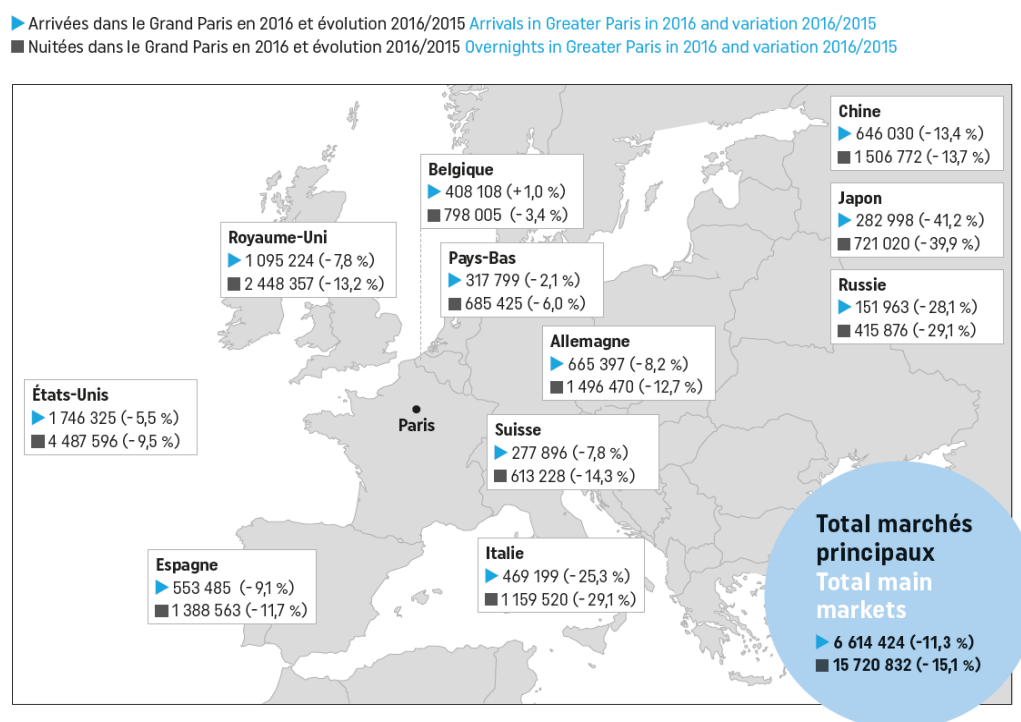 Arrivées dans le Grand Paris en 2016 et évolution 2016/2015 Arrivals in Greater Paris in 2016 and variation 2016/2015
Nuitées dans le Grand Paris en 2016 et évolution 2016/2015 Overnights in Greater Paris in 2016 and variation 2016/2015
Chine
646 030 (-13,4 %)
1 506 772 (-13,7 %)
Belgique
408 108 (+1,0 %)
798 005 (-3,4 %)
Japon
282 998 (-41,2 %)
721 020 (-39,9 %)
Royaume-Uni
1 095 224 (-7,8 %)
2 448 357 (-13,2 %)
Pays-Bas
317 799 (-2,1 %)
685 425 (-6,0 %)
Russie
151 963 (-28,1 %)
415 876 (-29,1 %)
Allemagne
665 397 (-8,2 %)
1 496 470 (-12,7 %)
États-Unis
1 746 325 (-5,5 %)
4 487 596 (-9,5 %)
Paris
Suisse
277 896 (-7,8 %)
613 228 (-14,3 %)
Espagne
553 485 (-9,1 %)
1 388 563 (-11,7 %)
Italie
469 199 (-25,3 %)
1 159 520 (-29,1 %)
Total marchés
principaux
Total main
markets
6 614 424 (-11,3 %)
15 720 832 (-15,1 %)